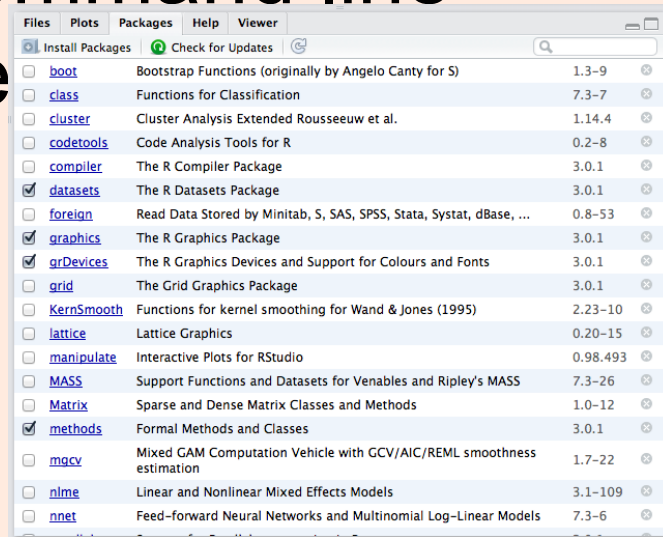 Files Plots Packages Help Viewer
Install Packages Check for Updates
boot Bootstrap Functions (originally by Angelo Canty for S) 1.3-9
class Functions for Classification 7.3-7
cluster Cluster Analysis Extended Rousseeuw et al. 1.14.4
codetools Code Analysis Tools for R 0.2-8
compiler The R Compiler Package 3.0.1
datasets The R Datasets Package 3.0.1
foreign Read Data Stored by Minitab, S, SAS, SPSS, Stata, Systat, dBase, ... 0.8-53
graphics The R Graphics Package 3.0.1
grDevices The R Graphics Devices and Support for Colours and Fonts 3.0.1
grid The Grid Graphics Package 3.0.1
KernSmooth Functions for kernel smoothing for Wand & Jones (1995) 2.23-10
lattice Lattice Graphics 0.20-15
manipulate Interactive Plots for RStudio 0.98.493
MASS Support Functions and Datasets for Venables and Ripley's MASS 7.3-26
Matrix Sparse and Dense Matrix Classes and Methods 1.0-12
methods Formal Methods and Classes 3.0.1
mgcv Mixed GAM Computation Vehicle with GCV/AIC/REML smoothness 1.7-22
estimation
nlme Linear and Nonlinear Mixed Effects Models 3.1-109
nnet Feed-forward Neural Networks and Multinomial Log-Linear Models 7.3-6